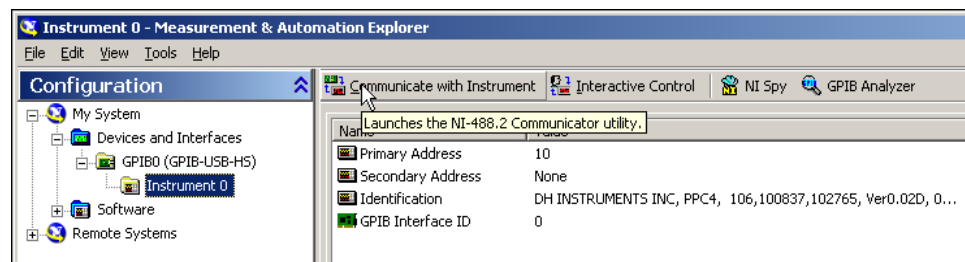 Instrument 0 - Measurement & Automation Explorer
File Edit View Tools Help
Configuration
My System
Devices and Interfaces
GPIB0 (GPIB-USB-HS)
Instrument 0
Software
Remote Systems
Communicate with Instrument Interactive Control NI Spy GPIB Analyzer
Launches the NI-488.2 Communicator utility.
Primary Address 10
Secondary Address None
Identification DH INSTRUMENTS INC, PPC4, 106,100837,102765, Ver0.02D, 0...
GPIB Interface ID 0